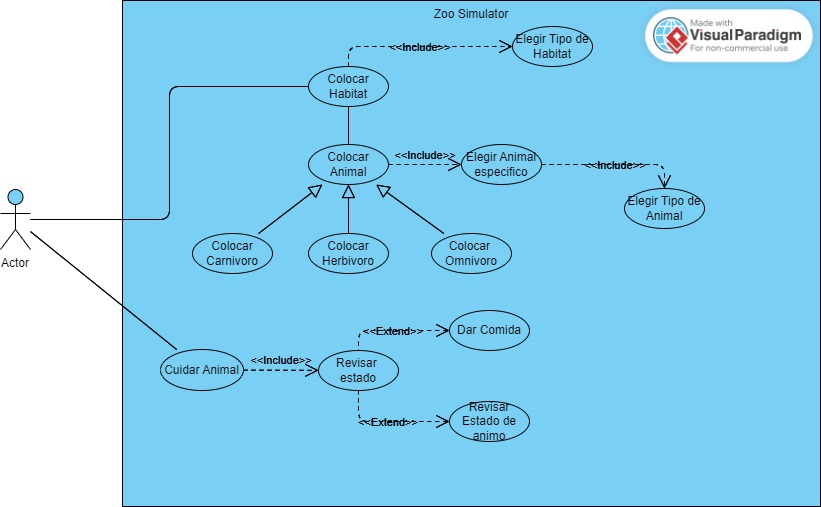 Zoo Simulator
Made with
VisualParadigm
For non-commercial use
Elegir Tipo de
Habitat
<<Include>>
Colocar
Habitat
Colocar
Animal
<<Include>>
Elegir Animal
especifico
<<Include>>
Elegir Tipo de
Animal
Actor
Colocar
Carnivoro
Colocar
Herbivoro
Colocar
Omnivoro
Cuidar Animal
<<Include>>
Revisar
estado
<<Extend>>
Dar Comida
<<Extend>>
Revisar
Estado de
animo